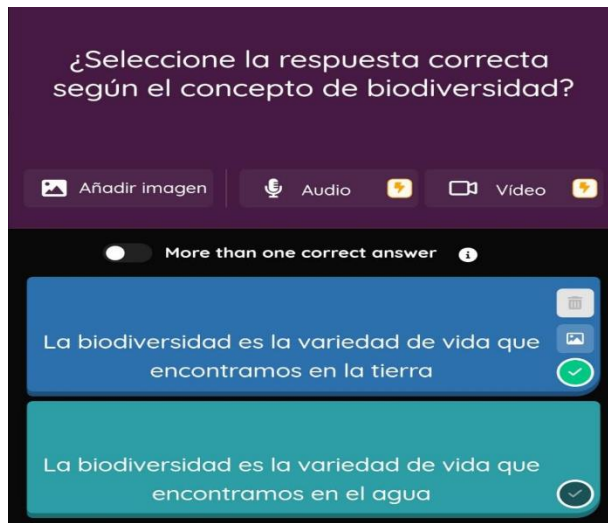 ¿Seleccione la respuesta correcta
según el concepto de biodiversidad?
Añadir imagen
Audio
Vídeo
More than one correct answer
La biodiversidad es la variedad de vida que
encontramos en la tierra
La biodiversidad es la variedad de vida que
encontramos en el agua